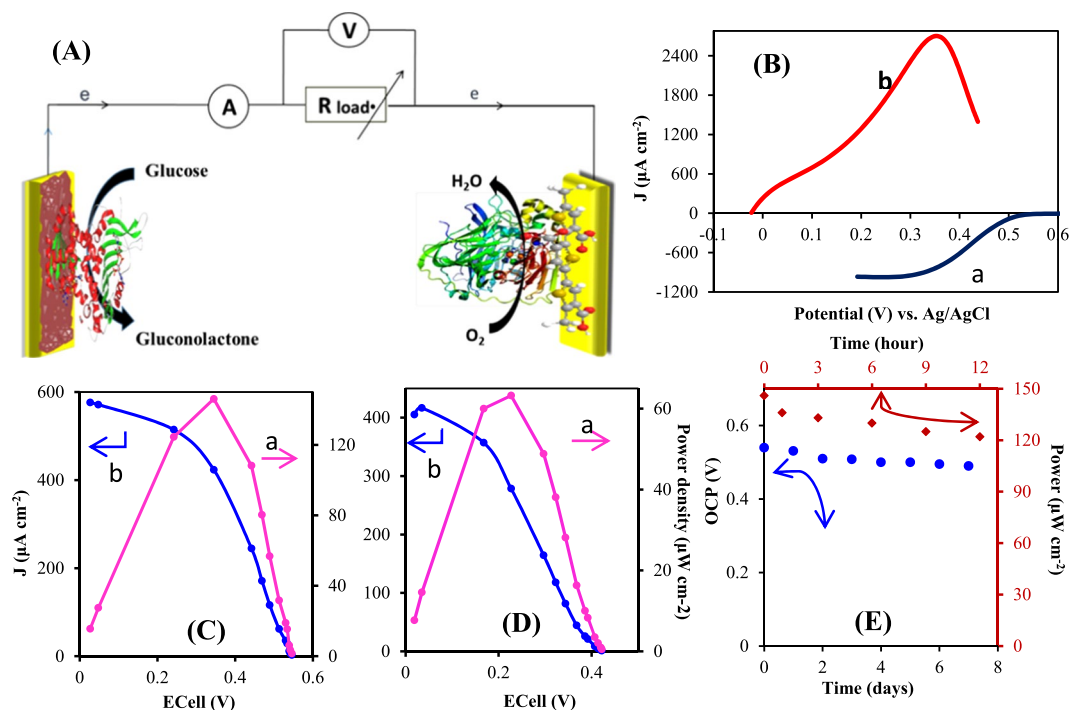 (A)
V
A
R load•
e
e
Glucose
Gluconolactone
H2O
O2
(B)
b
a
J (µA cm-2)
2400
1800
1200
600
0
-600
-1200
-0.1 0 0.1 0.2 0.3 0.4 0.5 0.6
Potential (V) vs. Ag/AgCl
(C)
a
b
J (µA cm-2)
600
400
200
0
120
80
40
0
0 0.2 0.4 0.6
ECell (V)
(D)
a
b
400
300
200
100
0
60
40
20
0
Power density (µW cm-2)
0 0.2 0.4
ECell (V)
Time (hour)
0 3 6 9 12
(E)
OCP (V)
0.6
0.4
0.2
0
150
120
90
60
30
0
Power (µW cm-2)
0 2 4 6 8
Time (days)